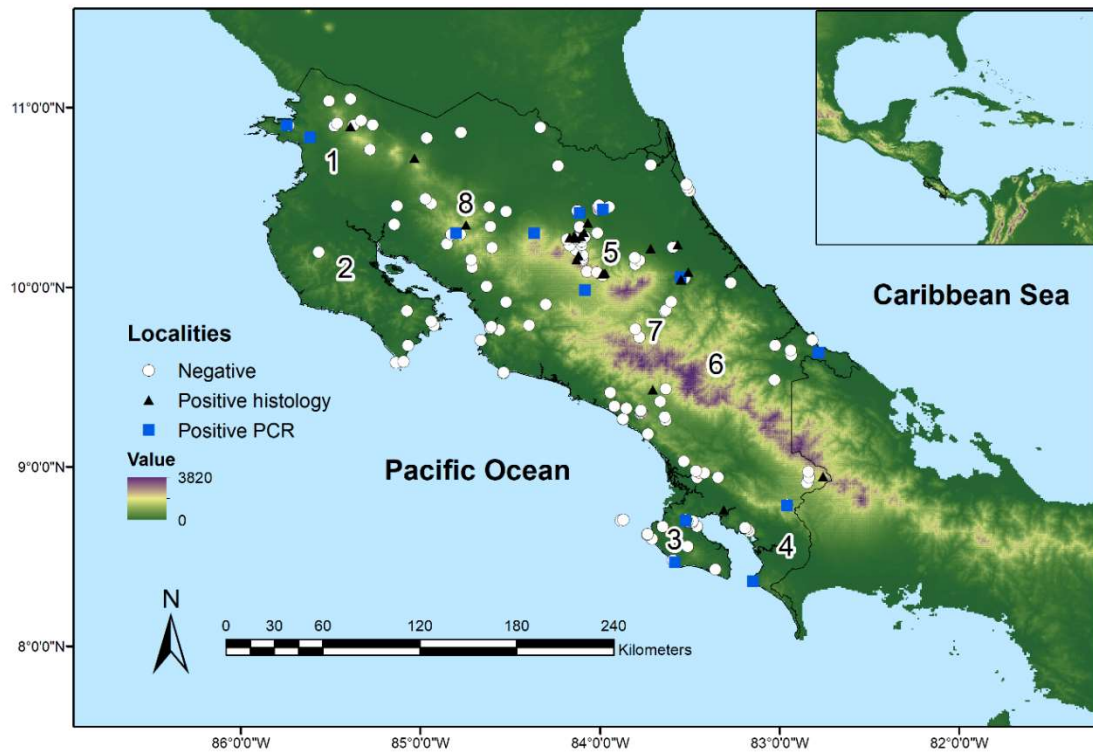 11°0'0"N
10°0'0"N
9°0'0"N
8°0'0"N
1
8
5
2
7
6
3
4
Caribbean Sea
Pacific Ocean
Localities
Negative
Positive histology
Positive PCR
Value
3820
0
N
0 15 30 60 120 180 240
Kilometers
86°0'0"W 85°0'0"W 84°0'0"W 83°0'0"W 82°0'0"W